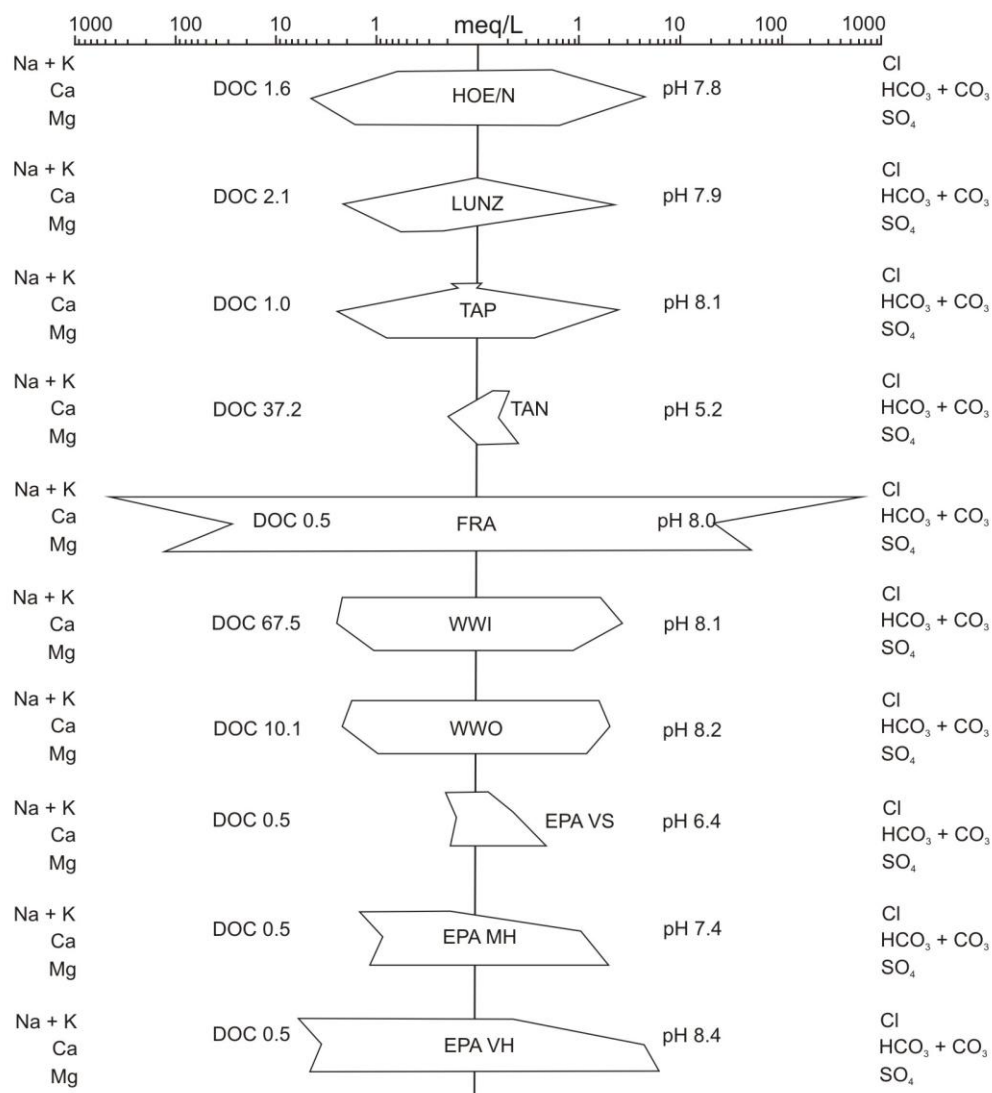 1000 100 10 1 meq/L 1 10 100 1000
Na + K Cl
Ca DOC 1.6 HOE/N pH 7.8 HCO₃ + CO₃
Mg SO₄
Na + K Cl
Ca DOC 2.1 LUNZ pH 7.9 HCO₃ + CO₃
Mg SO₄
Na + K Cl
Ca DOC 1.0 TAP pH 8.1 HCO₃ + CO₃
Mg SO₄
Na + K Cl
Ca DOC 37.2 TAN pH 5.2 HCO₃ + CO₃
Mg SO₄
Na + K Cl
Ca DOC 0.5 FRA pH 8.0 HCO₃ + CO₃
Mg SO₄
Na + K Cl
Ca DOC 67.5 WWI pH 8.1 HCO₃ + CO₃
Mg SO₄
Na + K Cl
Ca DOC 10.1 WWO pH 8.2 HCO₃ + CO₃
Mg SO₄
Na + K Cl
Ca DOC 0.5 EPA VS pH 6.4 HCO₃ + CO₃
Mg SO₄
Na + K Cl
Ca DOC 0.5 EPA MH pH 7.4 HCO₃ + CO₃
Mg SO₄
Na + K Cl
Ca DOC 0.5 EPA VH pH 8.4 HCO₃ + CO₃
Mg SO₄